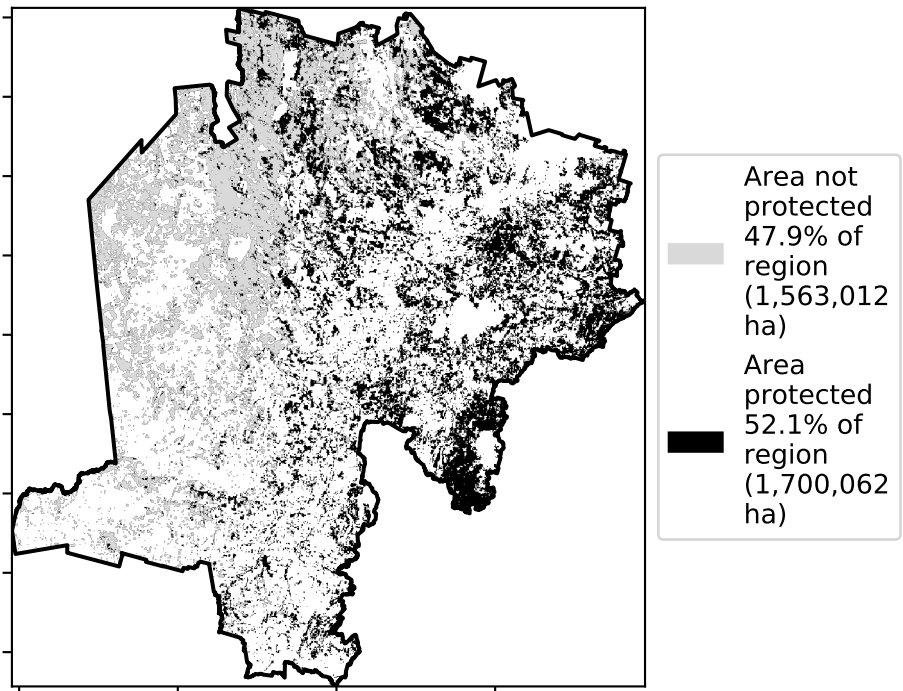 Area not
protected
47.9% of
region
(1,563,012
ha)
Area
protected
52.1% of
region
(1,700,062
ha)